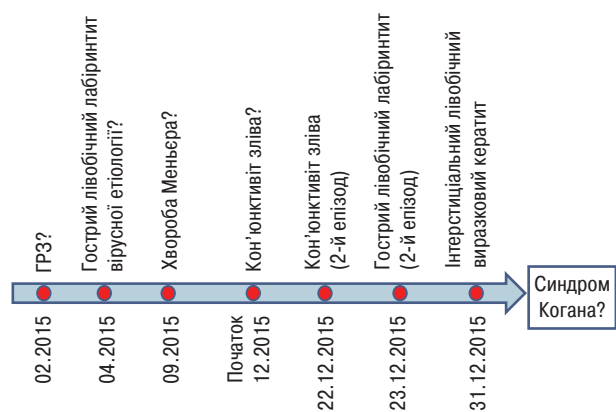 ГРЗ?
Гострий лівобічний лабіринтит
вірусної етіології?
Хвороба Меньєра?
Кон'юнктивіт зліва?
Кон'юнктивіт зліва
(2-й епізод)
Гострий лівобічний лабіринтит
(2-й епізод)
Інтерстиціальний лівобічний
виразковий кератит
Синдром
Когана?
02.2015
04.2015
09.2015
Початок
12.2015
22.12.2015
23.12.2015
31.12.2015